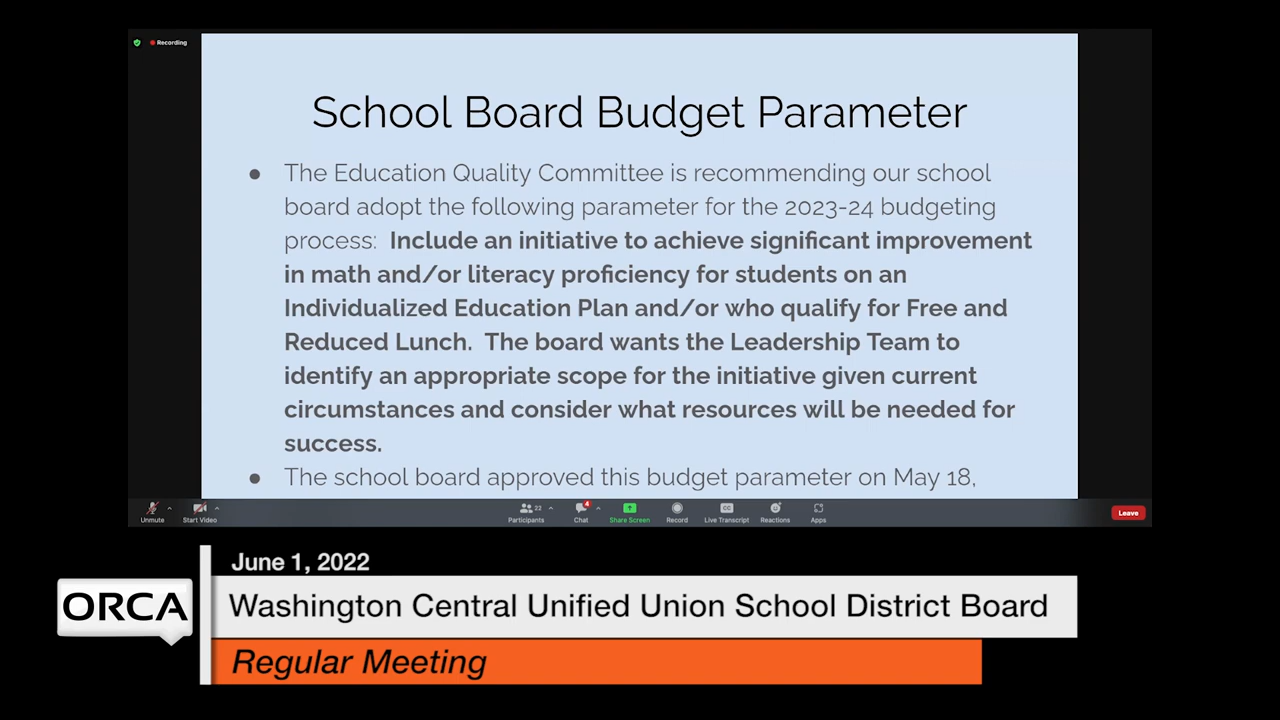 Recording
School Board Budget Parameter
● The Education Quality Committee is recommending our school
board adopt the following parameter for the 2023-24 budgeting
process: Include an initiative to achieve significant improvement
in math and/or literacy proficiency for students on an
Individualized Education Plan and/or who qualify for Free and
Reduced Lunch. The board wants the Leadership Team to
identify an appropriate scope for the initiative given current
circumstances and consider what resources will be needed for
success.
● The school board approved this budget parameter on May 18,
Unmute Start Video Participants 22 Chat 4 Share Screen Record CC Live Transcript Reactions Apps Leave
June 1, 2022
ORCA
Washington Central Unified Union School District Board
Regular Meeting